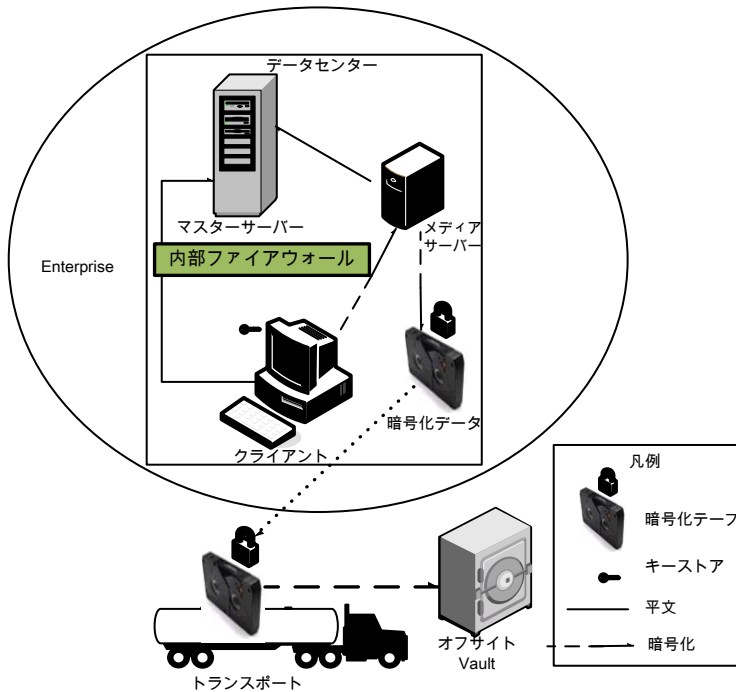 データセンター
マスターサーバー
メディア
サーバー
内部ファイアウォール
Enterprise
暗号化データ
クライアント
凡例
暗号化テープ
キーストア
平文
暗号化
オフサイト
Vault
トランスポート